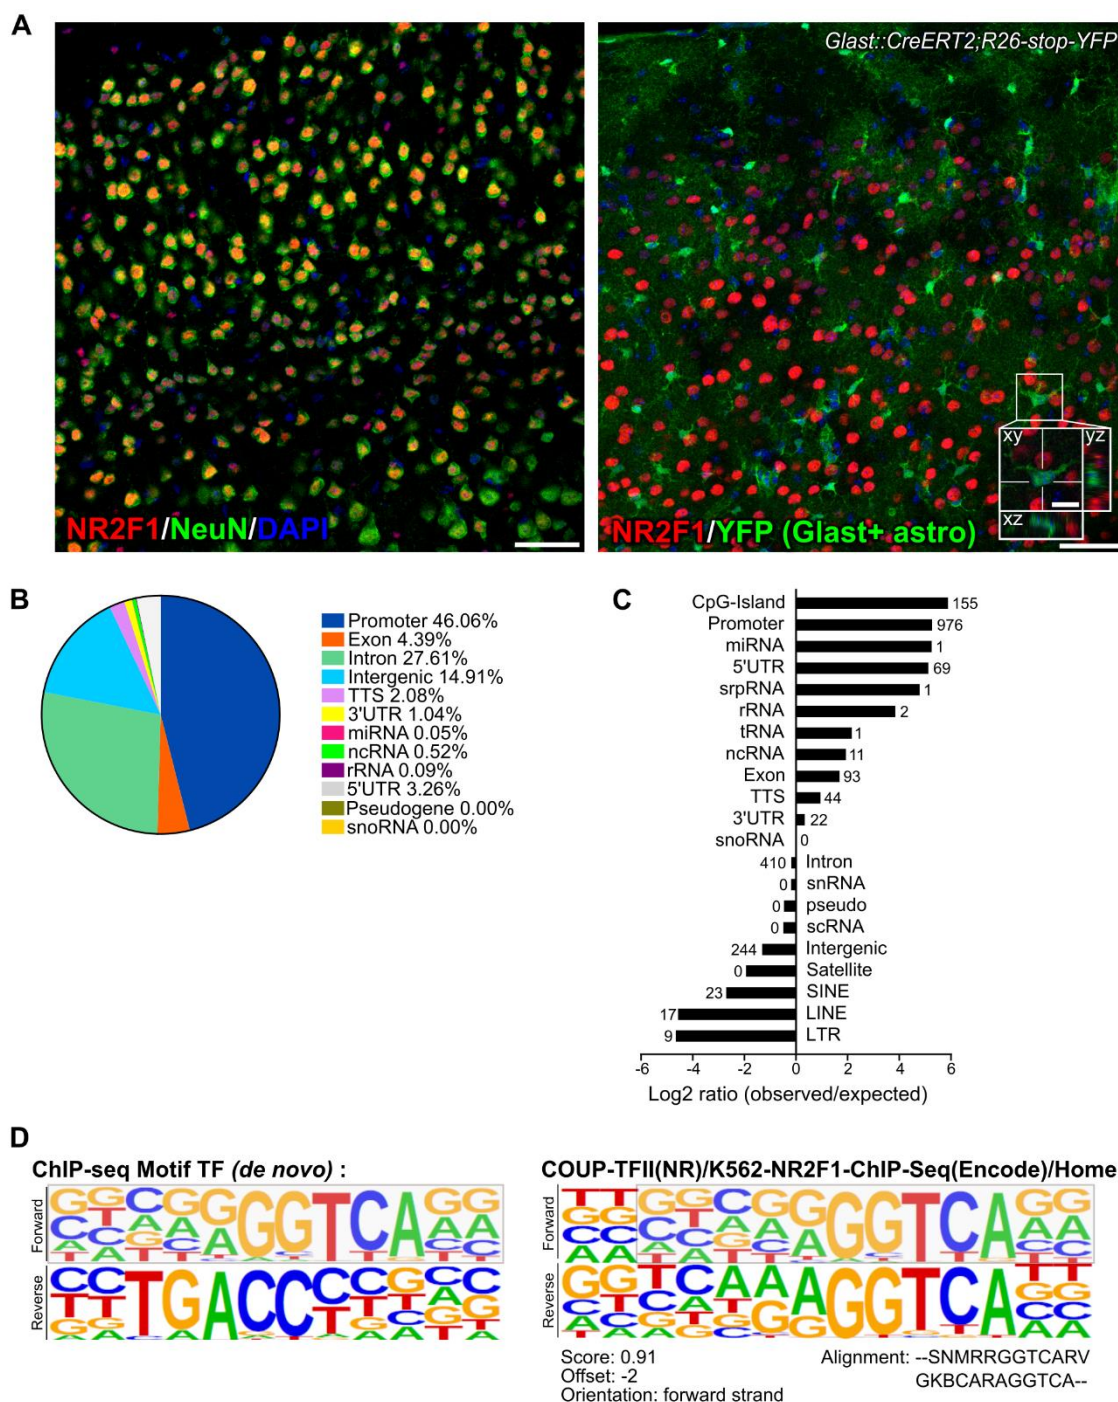 A
Glast::CreERT2;R26-stop-YFP
xy
yz
xz
NR2F1/NeuN/DAPI
NR2F1/YFP (Glast+ astro)
B
Promoter 46.06%
Exon 4.39%
Intron 27.61%
Intergenic 14.91%
TTS 2.08%
3'UTR 1.04%
miRNA 0.05%
ncRNA 0.52%
rRNA 0.09%
5'UTR 3.26%
Pseudogene 0.00%
snoRNA 0.00%
C
CpG-Island 155
Promoter 976
miRNA 1
5'UTR 69
srpRNA 1
rRNA 2
tRNA 1
ncRNA 11
Exon 93
TTS 44
3'UTR 22
snoRNA 0
410 Intron
0 snRNA
0 pseudo
0 scRNA
244 Intergenic
0 Satellite
23 SINE
17 LINE
9 LTR
-6 -4 -2 0 2 4 6
Log2 ratio (observed/expected)
D
ChIP-seq Motif TF (de novo) :
Forward
Reverse
COUP-TFII(NR)/K562-NR2F1-ChIP-Seq(Encode)/Home
Forward
Reverse
Score: 0.91
Offset: -2
Orientation: forward strand
Alignment: --SNMRRGGTCARV
GKBCARAGGTCA--